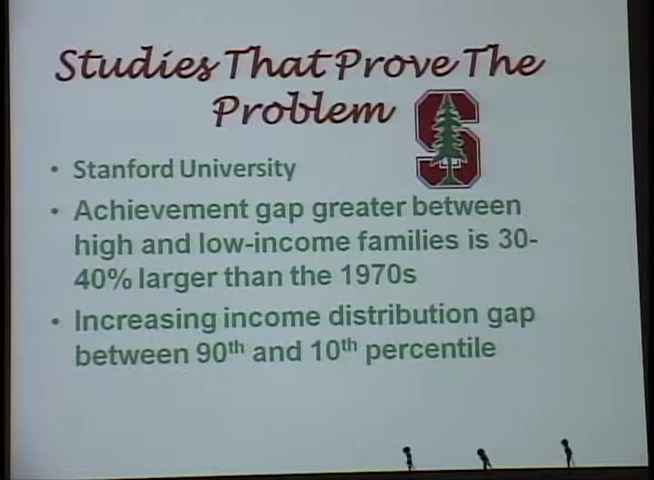 Studies That Prove The
Problem
• Stanford University
• Achievement gap greater between
high and low-income families is 30-
40% larger than the 1970s
• Increasing income distribution gap
between 90th and 10th percentile